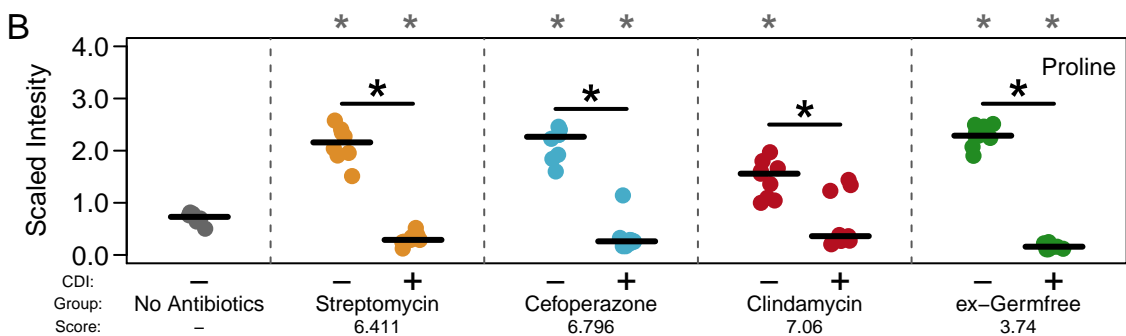 * * * * * * *
B
4.0
Proline
* * * *
3.0
2.0
1.0
0.0
Scaled Intesity
CDI: − − + − + − + − +
Group: No Antibiotics Streptomycin Cefoperazone Clindamycin ex−Germfree
Score: − 6.411 6.796 7.06 3.74